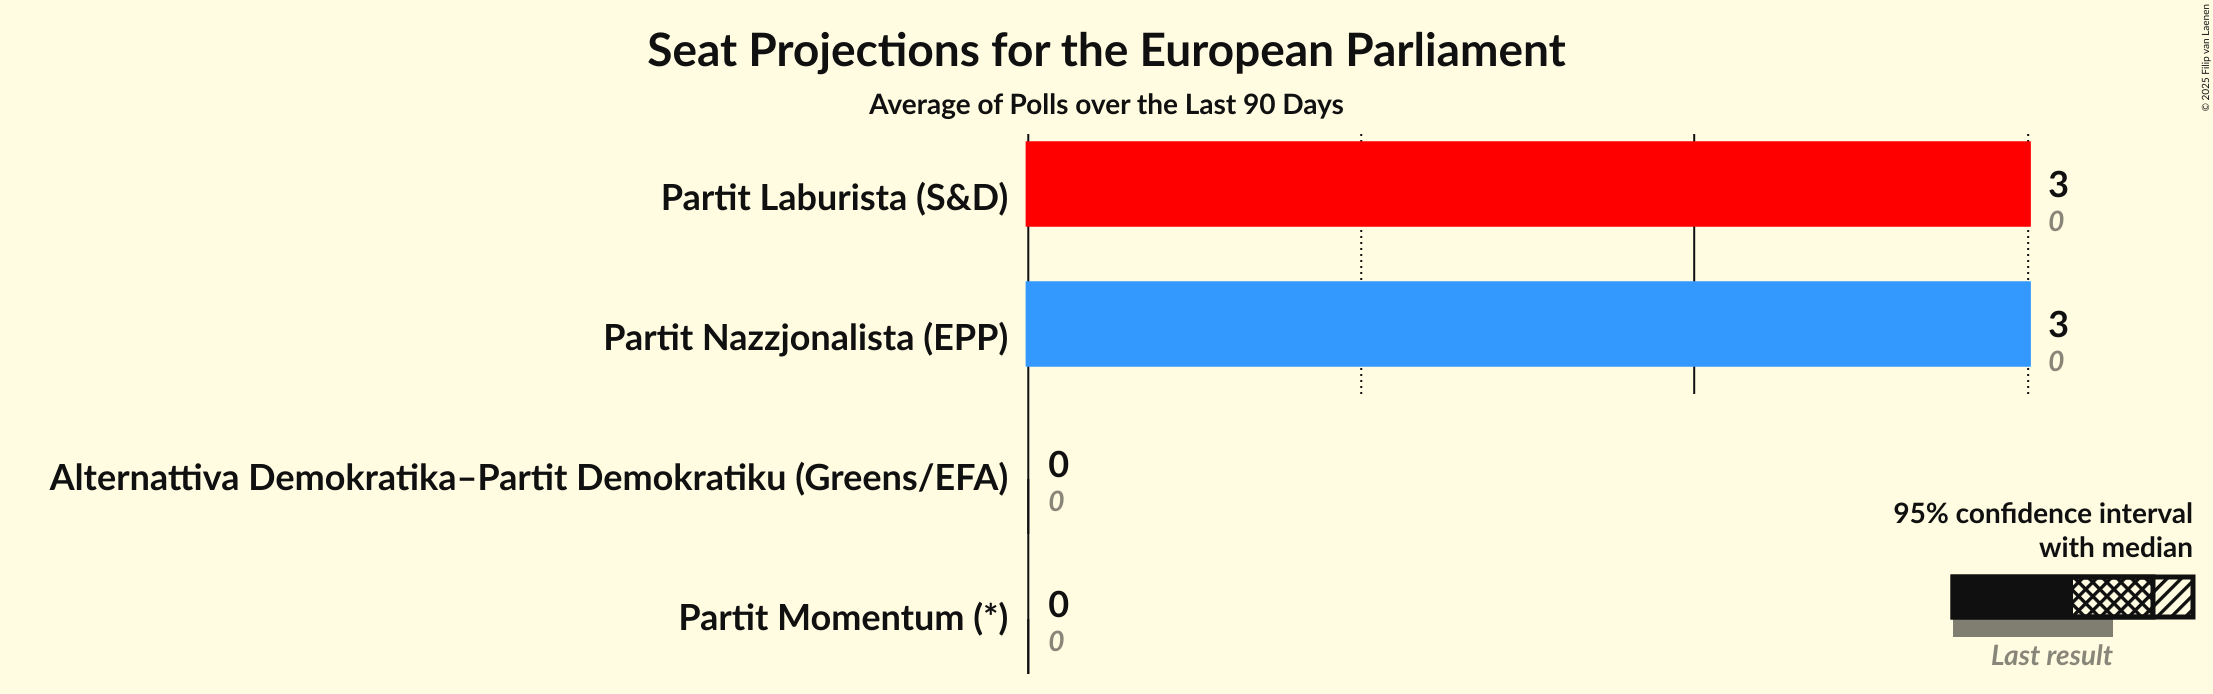 Seat Projections for the European Parliament
Average of Polls over the Last 90 Days
© 2025 Filip van Laenen
Partit Laburista (S&D)
3
0
Partit Nazzjonalista (EPP)
3
0
Alternattiva Demokratika–Partit Demokratiku (Greens/EFA)
0
0
Partit Momentum (*)
0
0
95% confidence interval
with median
Last result